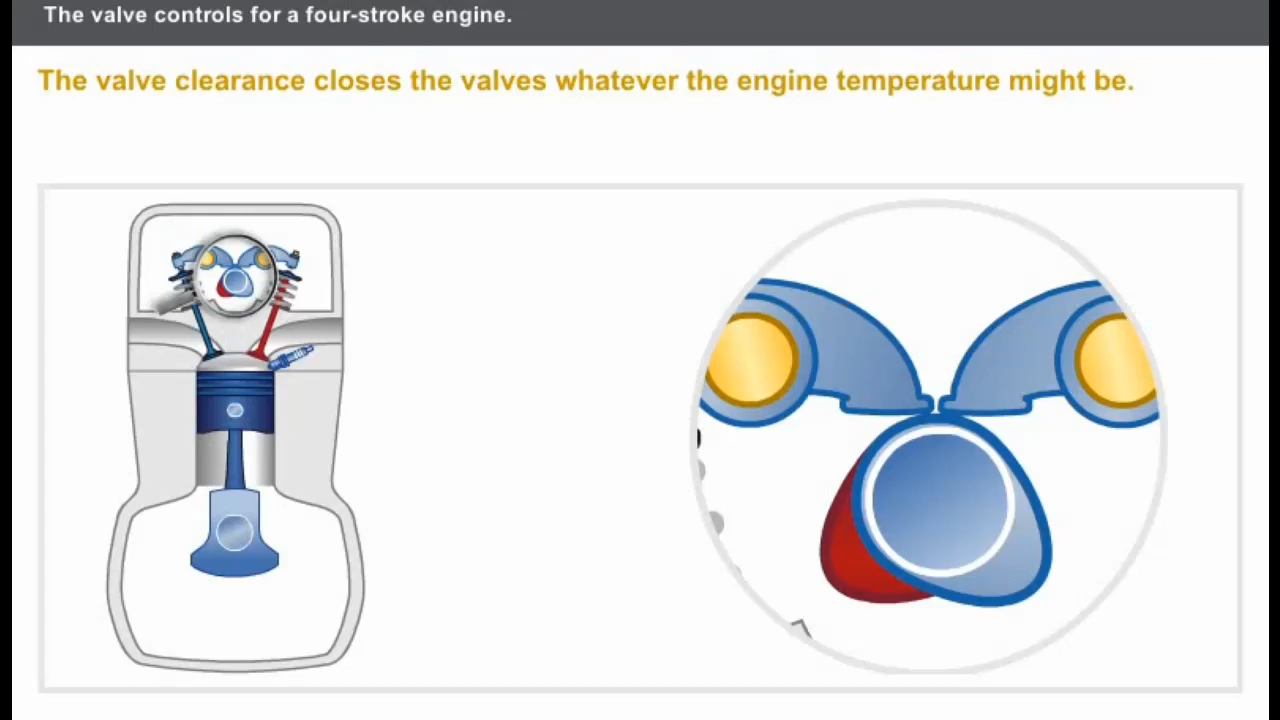 The valve controls for a four-stroke engine.
The valve clearance closes the valves whatever the engine temperature might be.